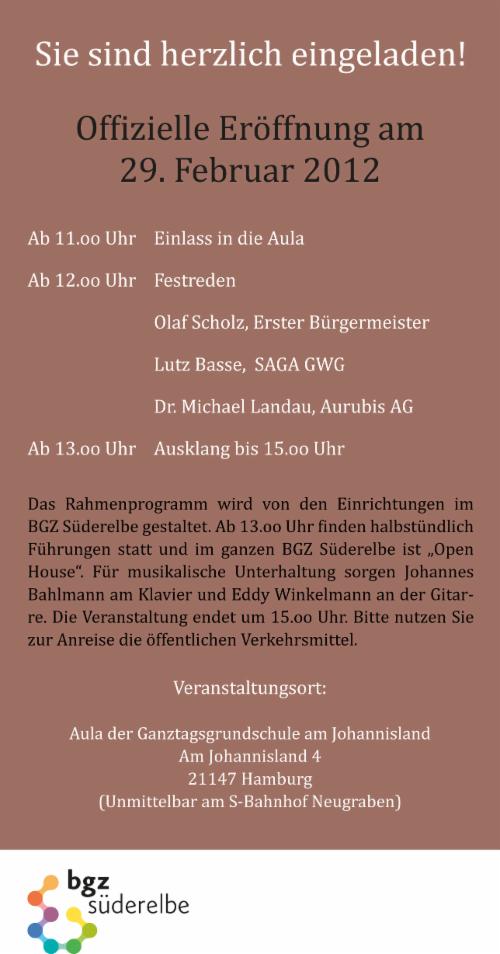 Sie sind herzlich eingeladen!
Offizielle Eröffnung am
29. Februar 2012
Ab 11.oo Uhr Einlass in die Aula
Ab 12.oo Uhr Festreden
Olaf Scholz, Erster Bürgermeister
Lutz Basse, SAGA GWG
Dr. Michael Landau, Aurubis AG
Ab 13.oo Uhr Ausklang bis 15.oo Uhr
Das Rahmenprogramm wird von den Einrichtungen im
BGZ Süderelbe gestaltet. Ab 13.oo Uhr finden halbstündlich
Führungen statt und im ganzen BGZ Süderelbe ist „Open
House“. Für musikalische Unterhaltung sorgen Johannes
Bahlmann am Klavier und Eddy Winkelmann an der Gitar-
re. Die Veranstaltung endet um 15.oo Uhr. Bitte nutzen Sie
zur Anreise die öffentlichen Verkehrsmittel.
Veranstaltungsort:
Aula der Ganztagsgrundschule am Johannisland
Am Johannisland 4
21147 Hamburg
(Unmittelbar am S-Bahnhof Neugraben)
bgz
süderelbe